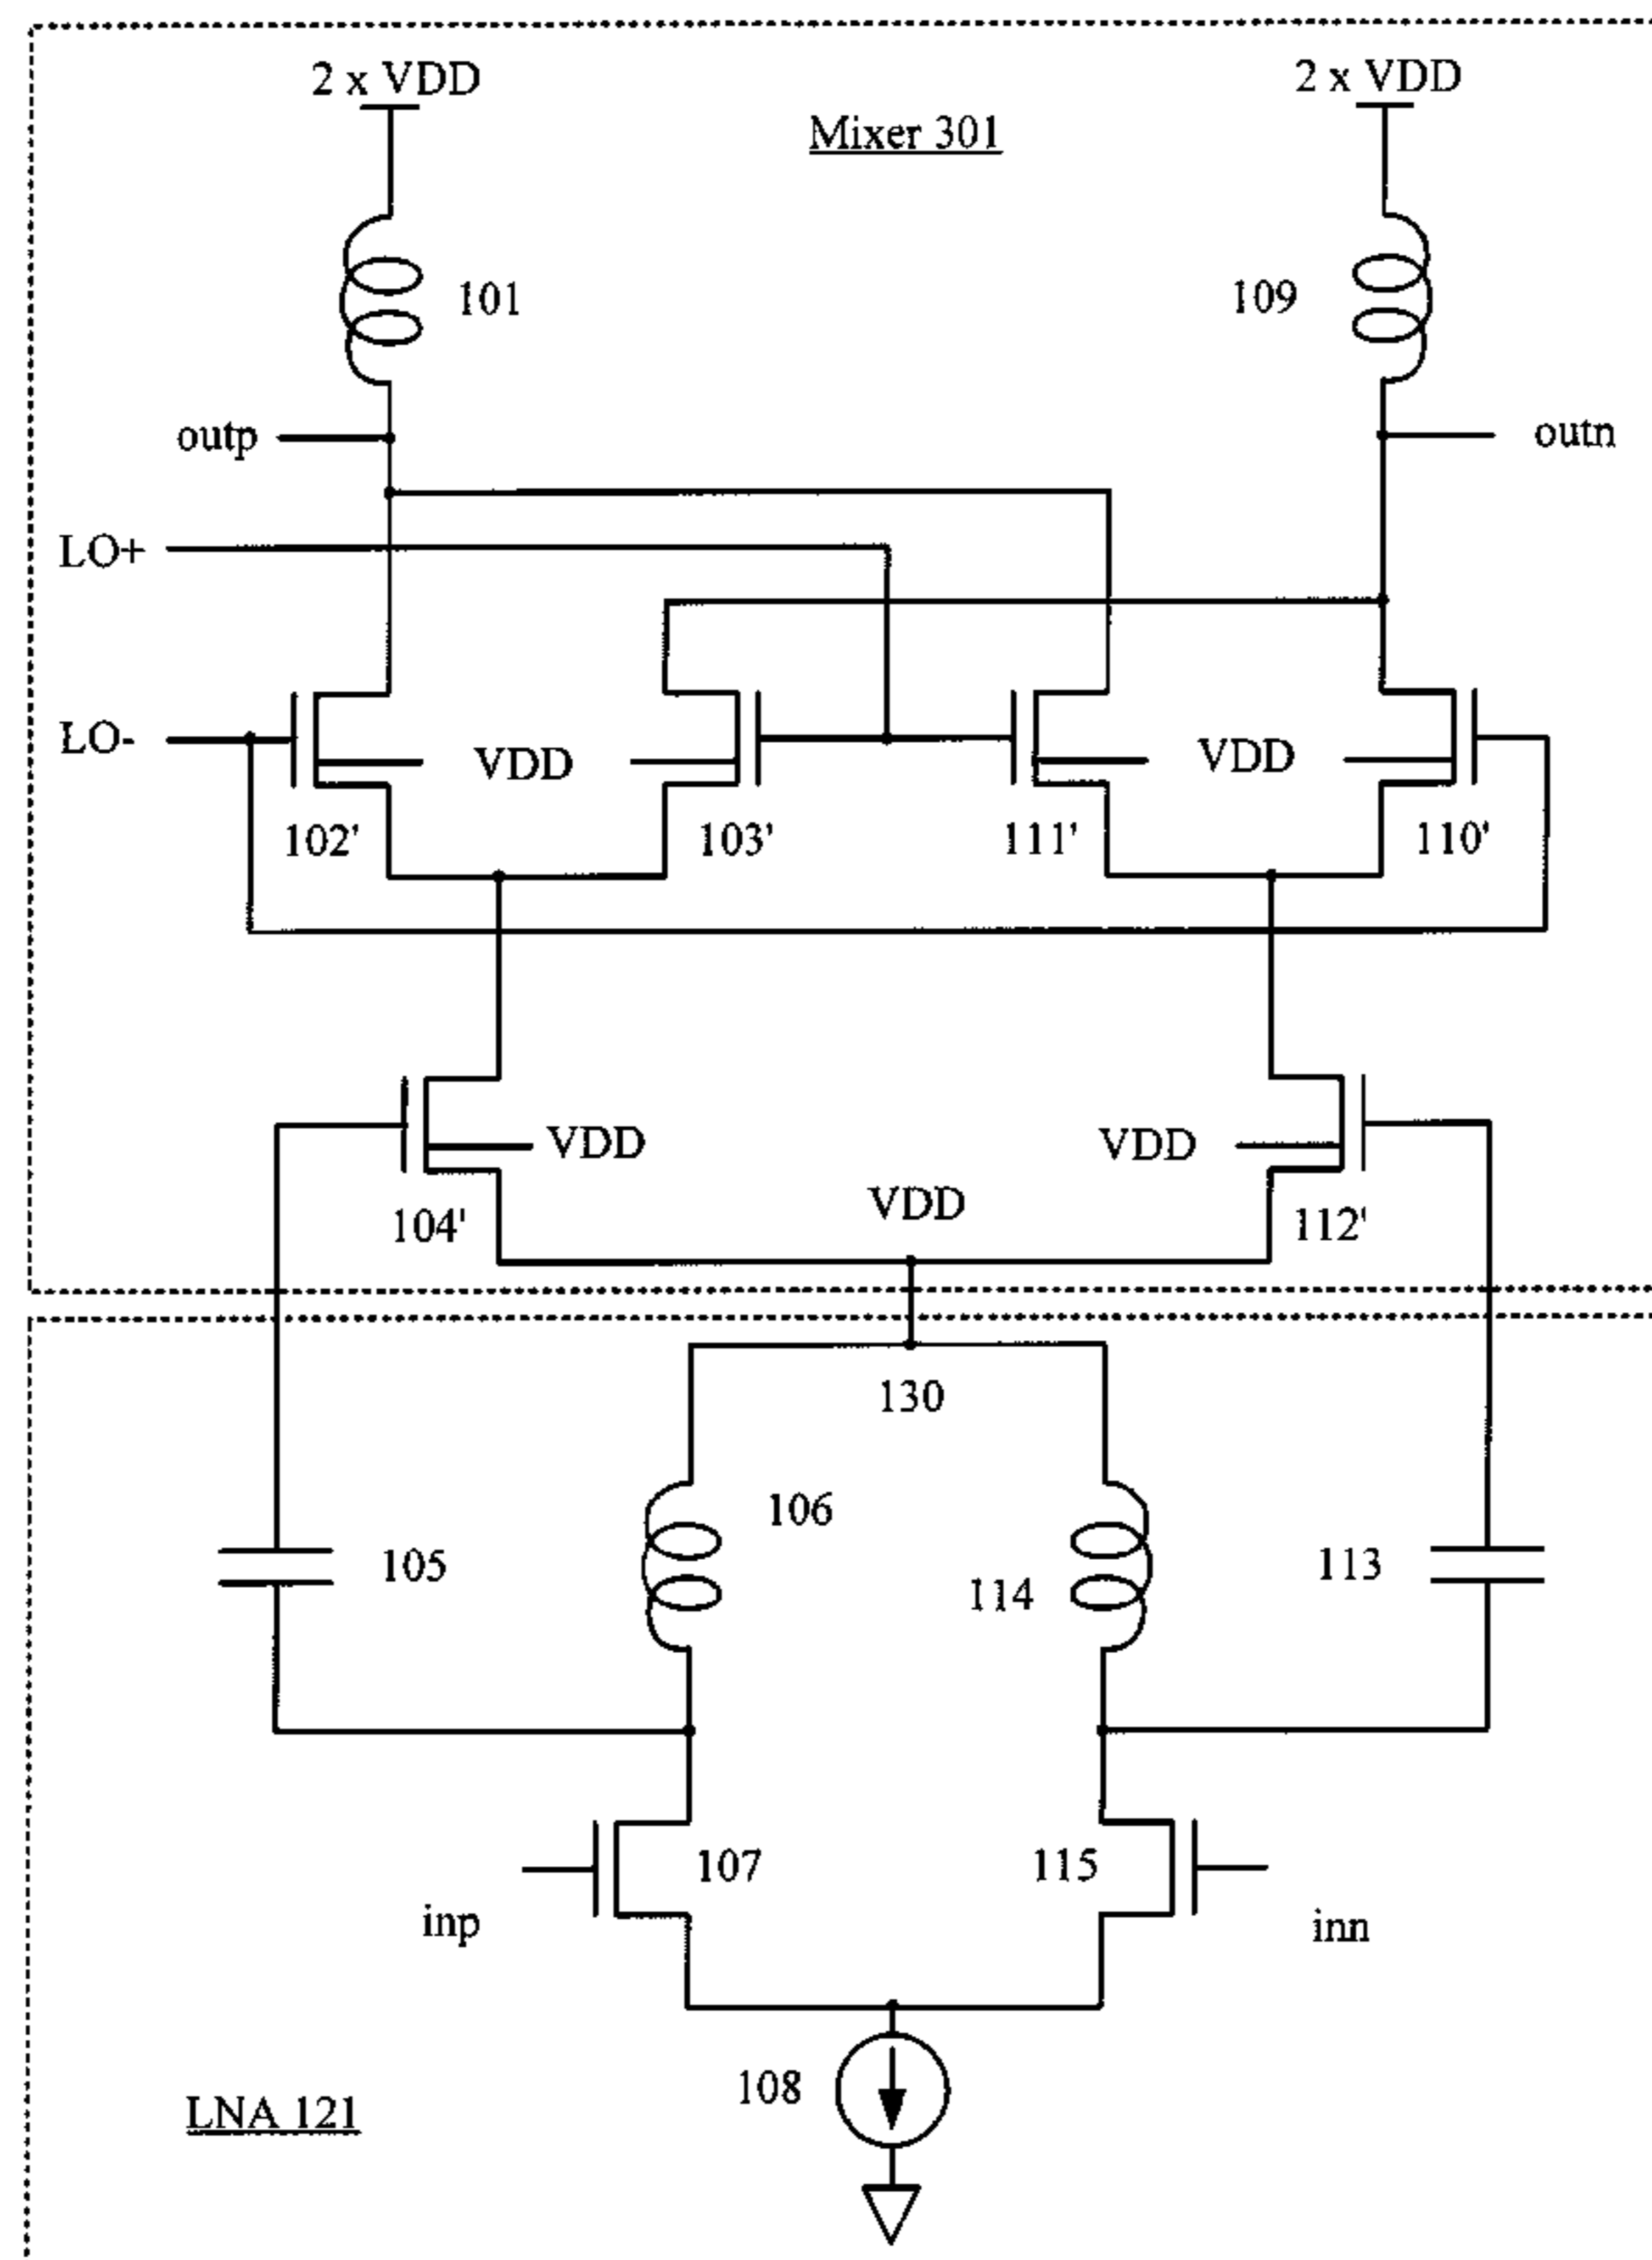 2 x VDD
2 x VDD
Mixer 301
101
109
outp
outn
LO+
LO-
VDD
VDD
102'
103'
111'
110'
VDD
VDD
104'
VDD
112'
130
106
105
113
114
107
115
inp
inn
108
LNA 121